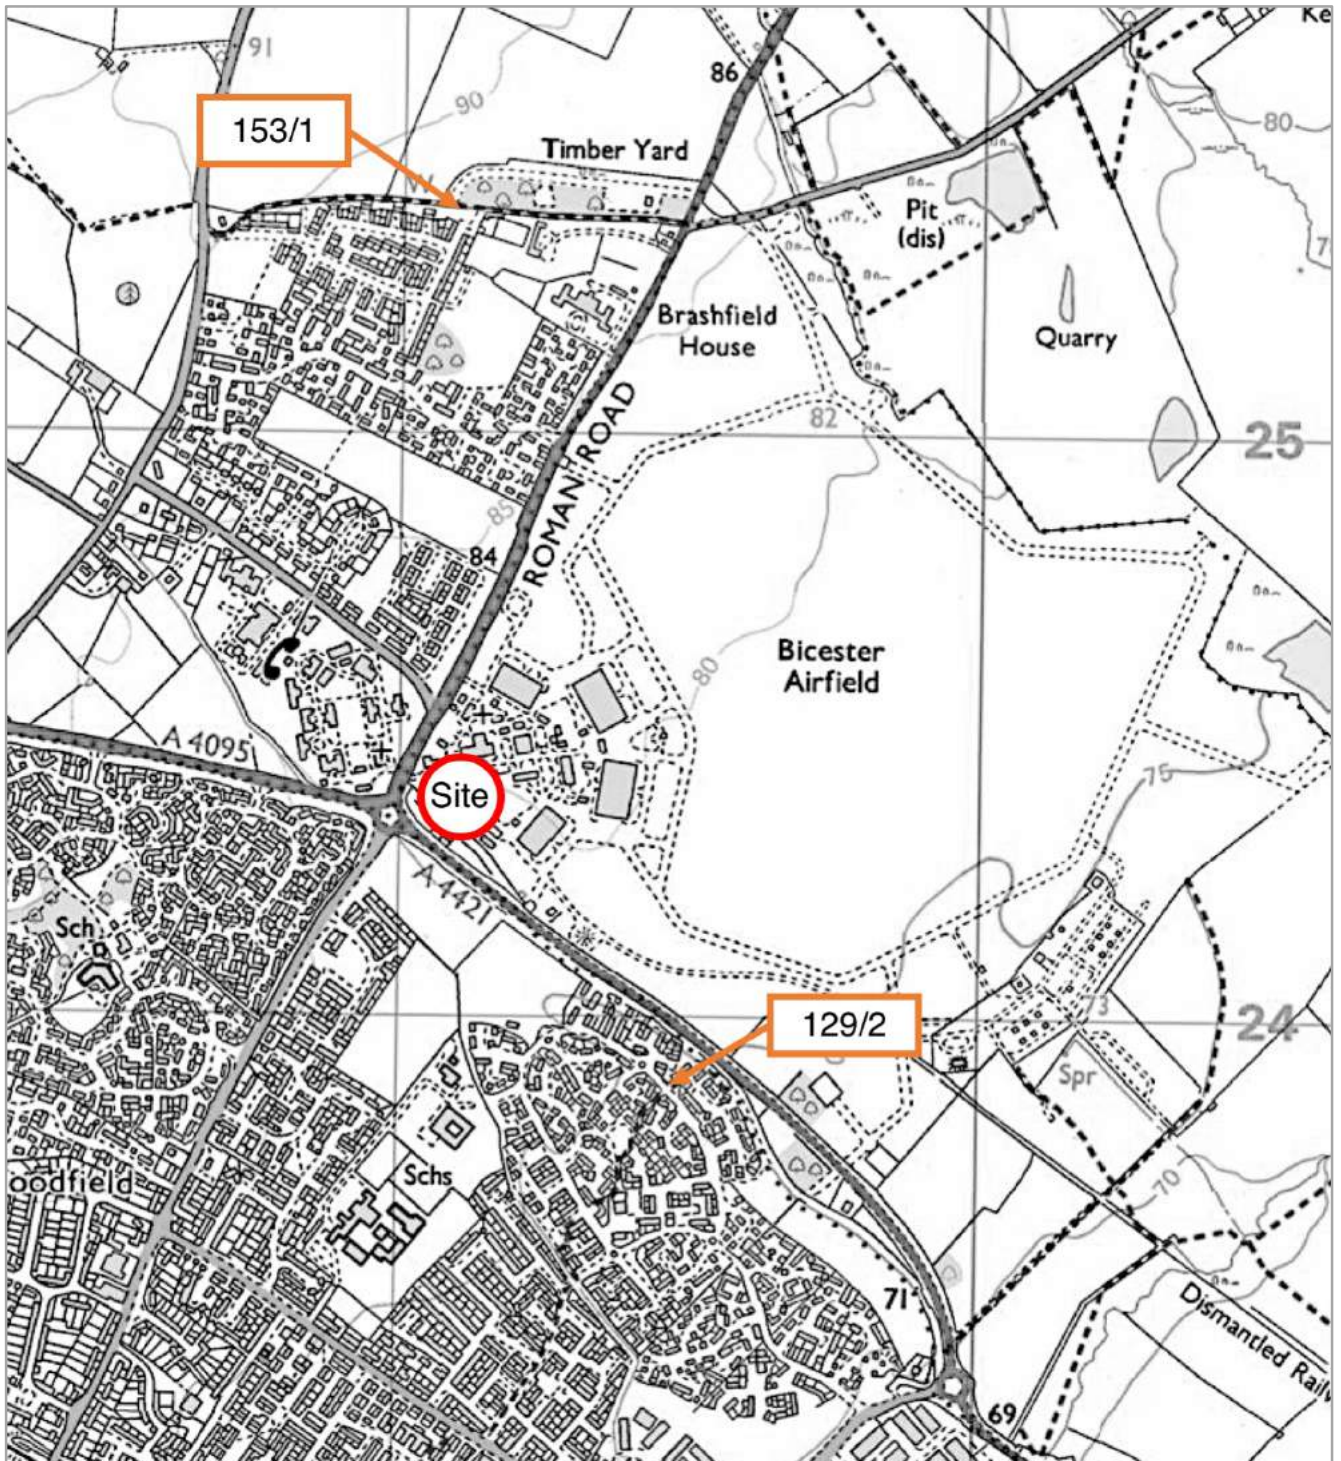 91
Ke
86
90
153/1
Timber Yard
80
W
Pit
(dis)
Quarry
Brashfield
House
82
25
ROMAN ROAD
85
84
80
Bicester
Airfield
A 4095
75
Site
A 4421
Sch
73
24
129/2
Spr
Schs
oodfield
70
71
Dismantled Railw
69